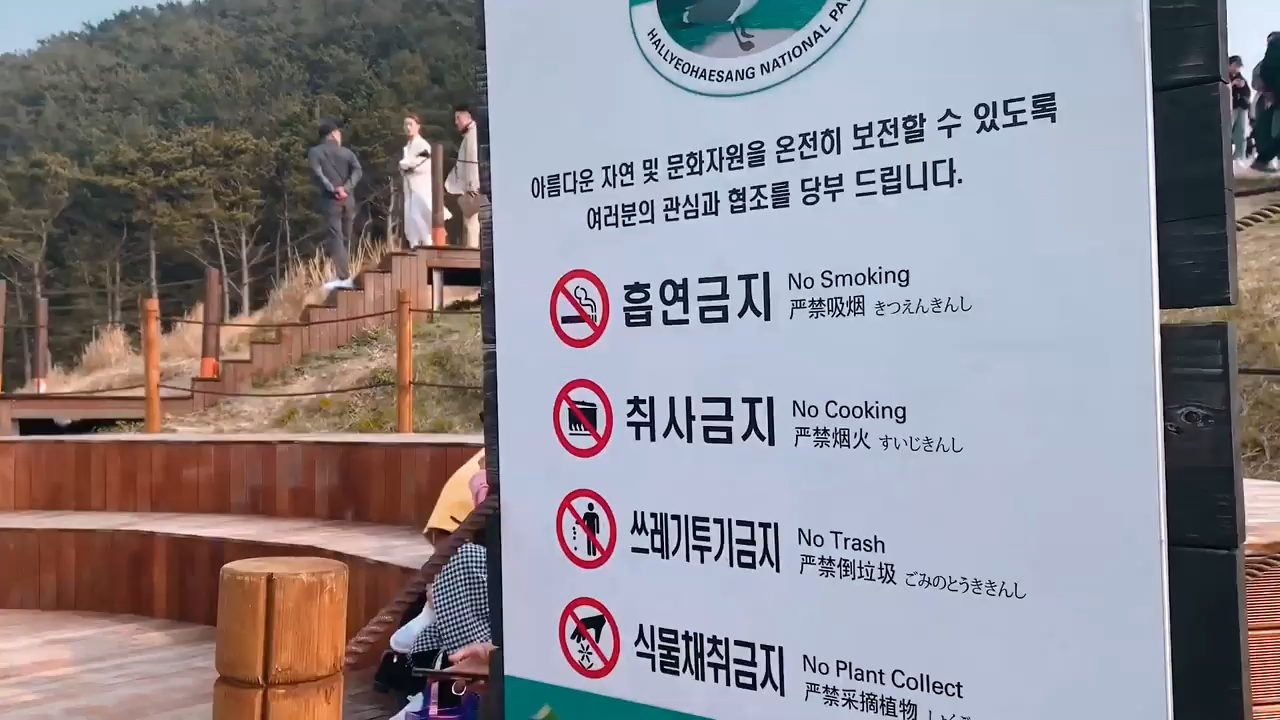 HALLYEOHAESANG NATIONAL
아름다운 자연 및 문화자원을 온전히 보전할 수 있도록
여러분의 관심과 협조를 당부 드립니다.
흡연금지
No Smoking
严禁吸烟 きつえんきんし
취사금지
No Cooking
严禁烟火 すいじきんし
쓰레기투기금지
No Trash
严禁倒垃圾 ごみのとうききんし
식물채취금지
No Plant Collect
严禁采摘植物